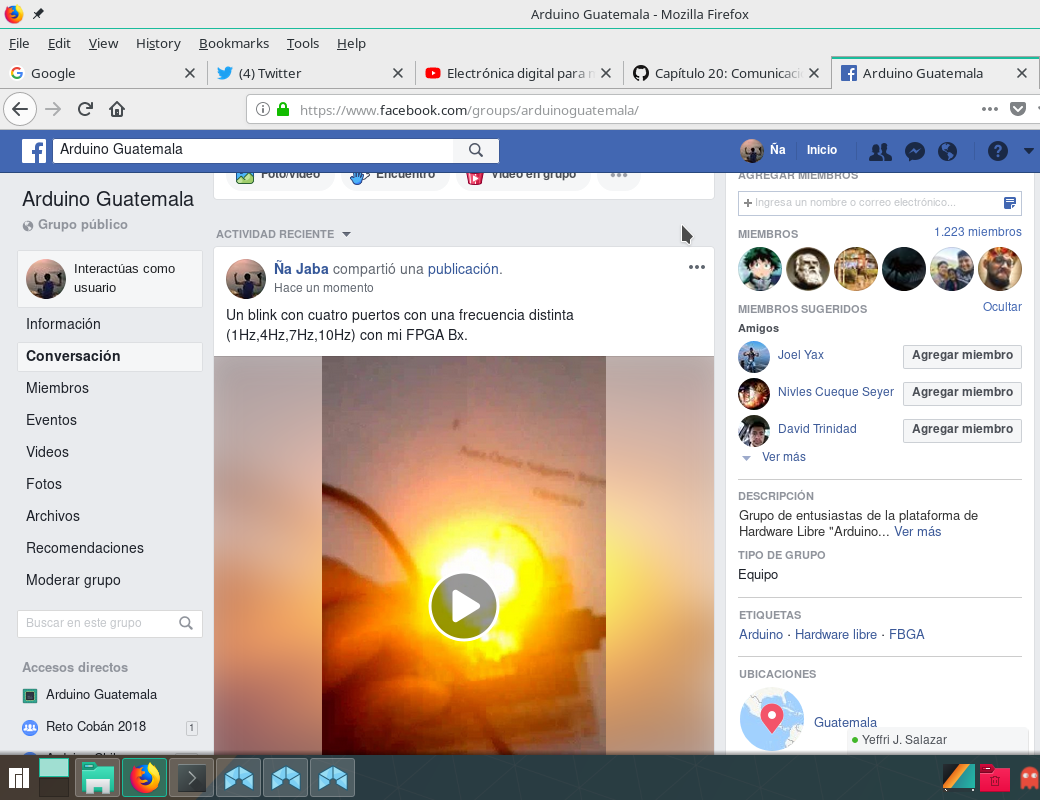 Arduino Guatemala - Mozilla Firefox
File Edit View History Bookmarks Tools Help
Google
(4) Twitter
Electrónica digital para n
Capítulo 20: Comunicaci
Arduino Guatemala
https://www.facebook.com/groups/arduinoguatemala/
Arduino Guatemala
Ña
Inicio
Arduino Guatemala
Grupo público
Interactúas como
usuario
Información
Conversación
Miembros
Eventos
Videos
Fotos
Archivos
Recomendaciones
Moderar grupo
Buscar en este grupo
Accesos directos
Arduino Guatemala
Reto Cobán 2018 1
Foto/video Encuentro Video en grupo
ACTIVIDAD RECIENTE
Ña Jaba compartió una publicación.
Hace un momento
Un blink con cuatro puertos con una frecuencia distinta
(1Hz,4Hz,7Hz,10Hz) con mi FPGA Bx.
AGREGAR MIEMBROS
+ Ingresa un nombre o correo electrónico...
MIEMBROS 1.223 miembros
MIEMBROS SUGERIDOS Ocultar
Amigos
Joel Yax Agregar miembro
Nivles Cueque Seyer Agregar miembro
David Trinidad Agregar miembro
Ver más
DESCRIPCIÓN
Grupo de entusiastas de la plataforma de
Hardware Libre "Arduino... Ver más
TIPO DE GRUPO
Equipo
ETIQUETAS
Arduino · Hardware libre · FBGA
UBICACIONES
Guatemala
Yeffri J. Salazar